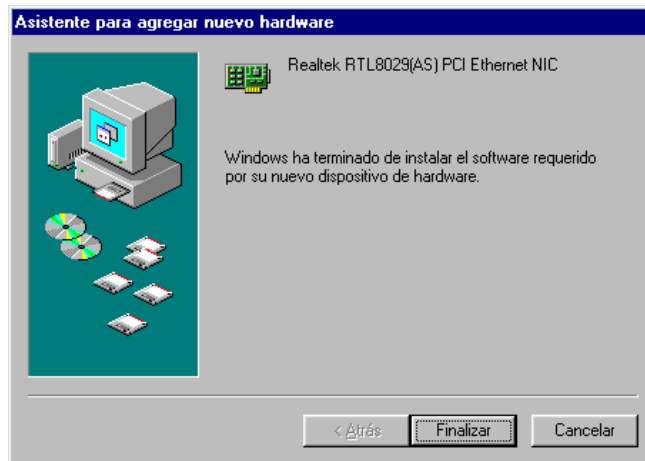 Asistente para agregar nuevo hardware
Realtek RTL8029(AS) PCI Ethernet NIC
Windows ha terminado de instalar el software requerido
por su nuevo dispositivo de hardware.
< Atrás
Finalizar
Cancelar